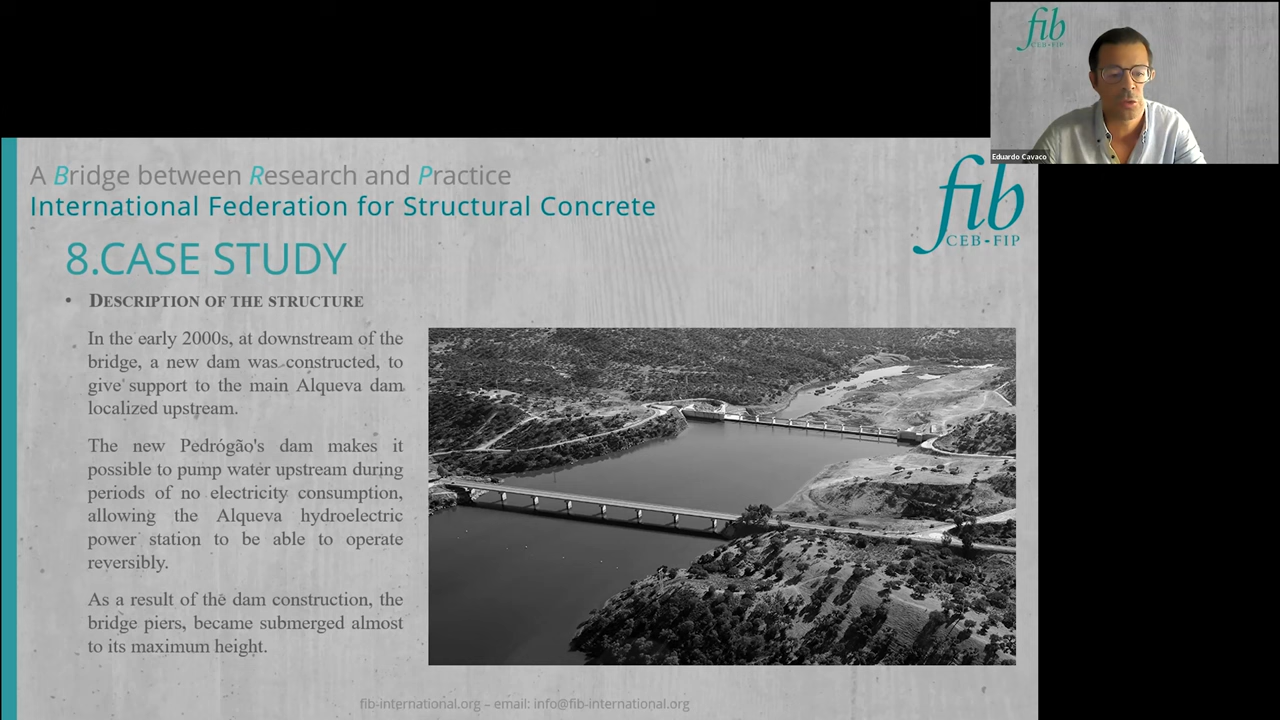 fib
CEB-FIP
Eduardo Cavaco
A Bridge between Research and Practice
International Federation for Structural Concrete
fib
CEB-FIP
8.CASE STUDY
• DESCRIPTION OF THE STRUCTURE
In the early 2000s, at downstream of the
bridge, a new dam was constructed, to
give support to the main Alqueva dam
localized upstream.
The new Pedrógão's dam makes it
possible to pump water upstream during
periods of no electricity consumption,
allowing the Alqueva hydroelectric
power station to be able to operate
reversibly.
As a result of the dam construction, the
bridge piers, became submerged almost
to its maximum height.
fib-international.org – email: info@fib-international.org